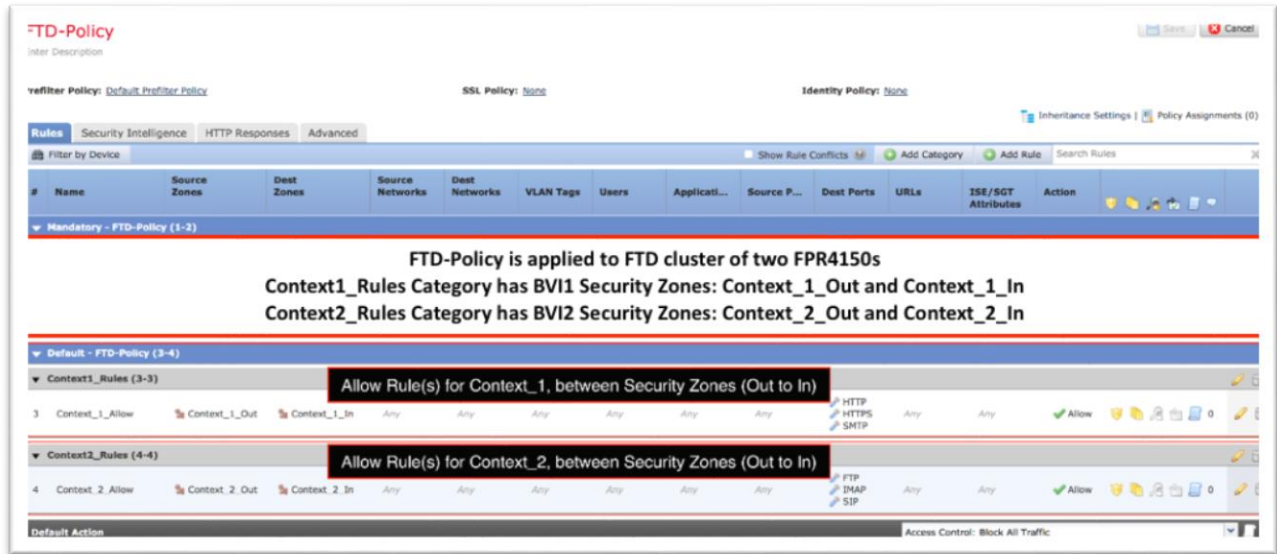 FTD-Policy
Enter Description
Save Cancel
Prefilter Policy: Default Prefilter Policy SSL Policy: None Identity Policy: None
Inheritance Settings | Policy Assignments (0)
Rules Security Intelligence HTTP Responses Advanced
Filter by Device Show Rule Conflicts Add Category Add Rule Search Rules
# Name Source Zones Dest Zones Source Networks Dest Networks VLAN Tags Users Applicati... Source P... Dest Ports URLs ISE/SGT Attributes Action
Mandatory - FTD-Policy (1-2)
FTD-Policy is applied to FTD cluster of two FPR4150s
Context1_Rules Category has BVI1 Security Zones: Context_1_Out and Context_1_In
Context2_Rules Category has BVI2 Security Zones: Context_2_Out and Context_2_In
Default - FTD-Policy (3-4)
Context1_Rules (3-3)
Allow Rule(s) for Context_1, between Security Zones (Out to In)
3 Context_1_Allow Context_1_Out Context_1_In Any Any Any Any Any Any HTTP HTTPS SMTP Any Any Allow 0
Context2_Rules (4-4)
Allow Rule(s) for Context_2, between Security Zones (Out to In)
4 Context_2_Allow Context_2_Out Context_2_In Any Any Any Any Any Any FTP IMAP SIP Any Any Allow 0
Default Action Access Control: Block All Traffic